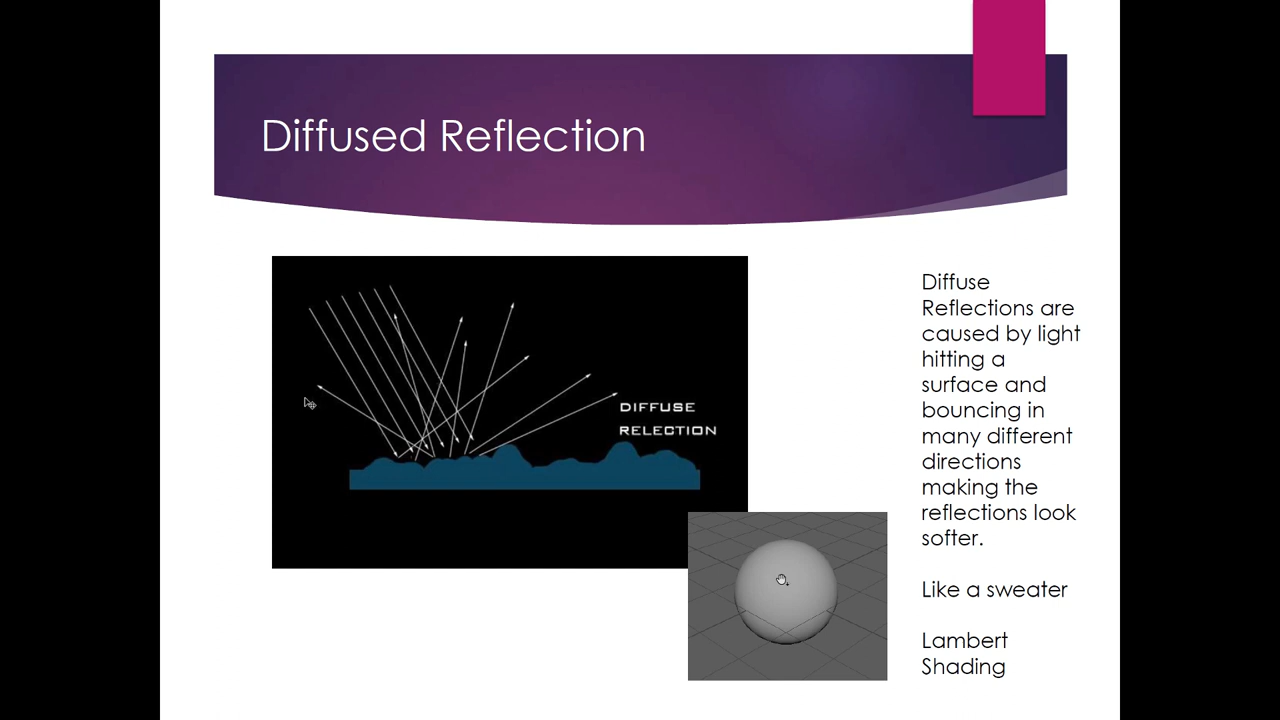 Diffused Reflection
DIFFUSE
RELECTION
Diffuse
Reflections are
caused by light
hitting a
surface and
bouncing in
many different
directions
making the
reflections look
softer.
Like a sweater
Lambert
Shading